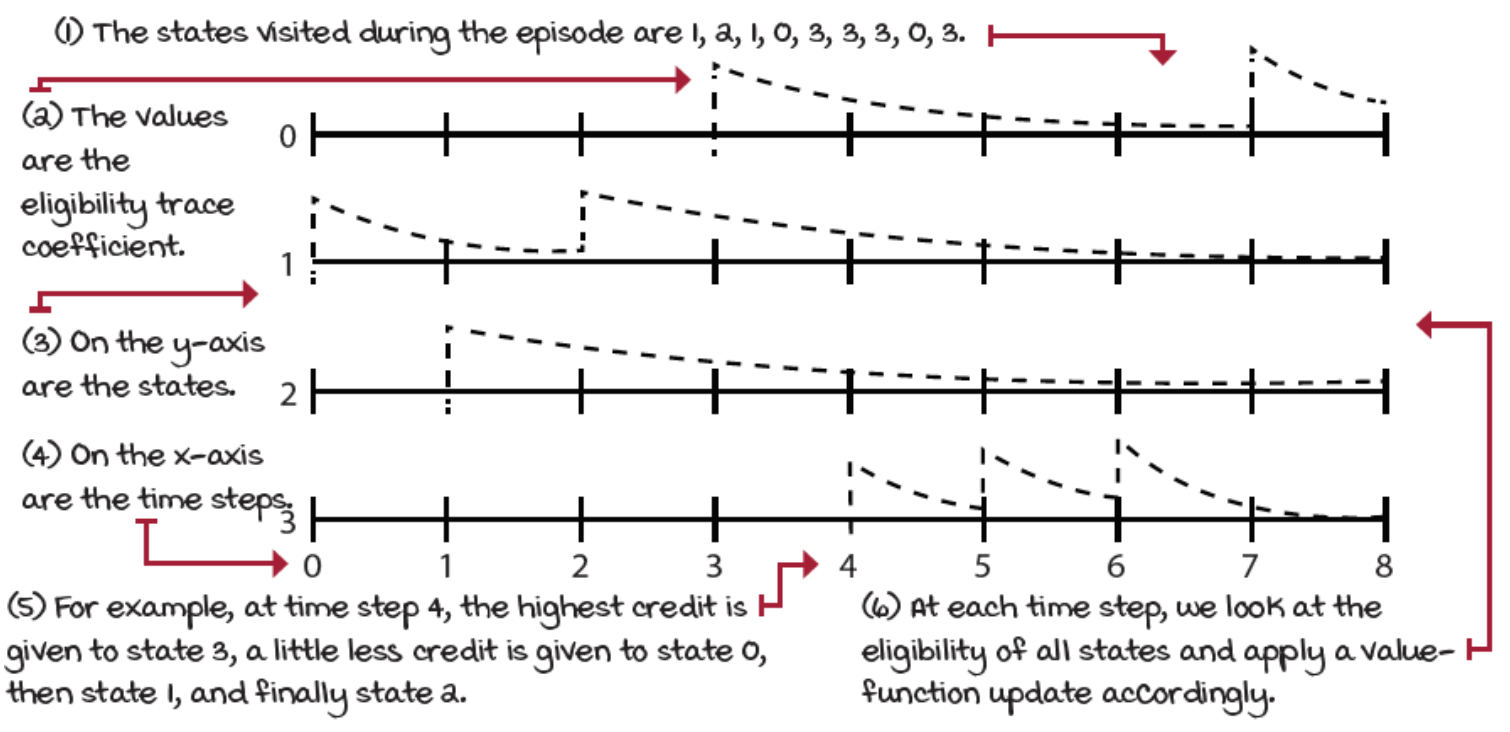 (1) The states visited during the episode are 1, 2, 1, 0, 3, 3, 3, 0, 3.
(2) The values
are the
eligibility trace
coefficient.
(3) On the y-axis
are the states.
(4) On the x-axis
are the time steps.
0
1
2
3
0 1 2 3 4 5 6 7 8
(5) For example, at time step 4, the highest credit is
given to state 3, a little less credit is given to state 0,
then state 1, and finally state 2.
(6) At each time step, we look at the
eligibility of all states and apply a value-
function update accordingly.